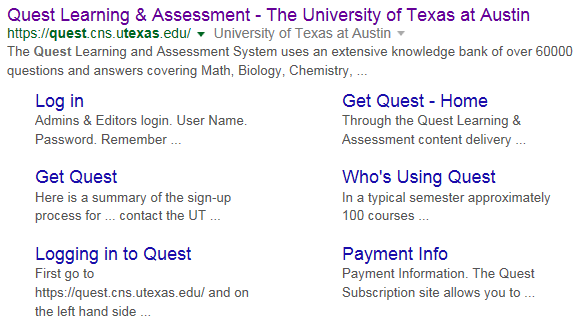 Quest Learning & Assessment - The University of Texas at Austin
https://quest.cns.utexas.edu/ University of Texas at Austin
The Quest Learning and Assessment System uses an extensive knowledge bank of over 60000
questions and answers covering Math, Biology, Chemistry, ...
Log in
Admins & Editors login. User Name.
Password. Remember ...
Get Quest - Home
Through the Quest Learning &
Assessment content delivery ...
Get Quest
Here is a summary of the sign-up
process for ... contact the UT ...
Who's Using Quest
In a typical semester approximately
100 courses ...
Logging in to Quest
First go to
https://quest.cns.utexas.edu/ and on
the left hand side ...
Payment Info
Payment Information. The Quest
Subscription site allows you to ...